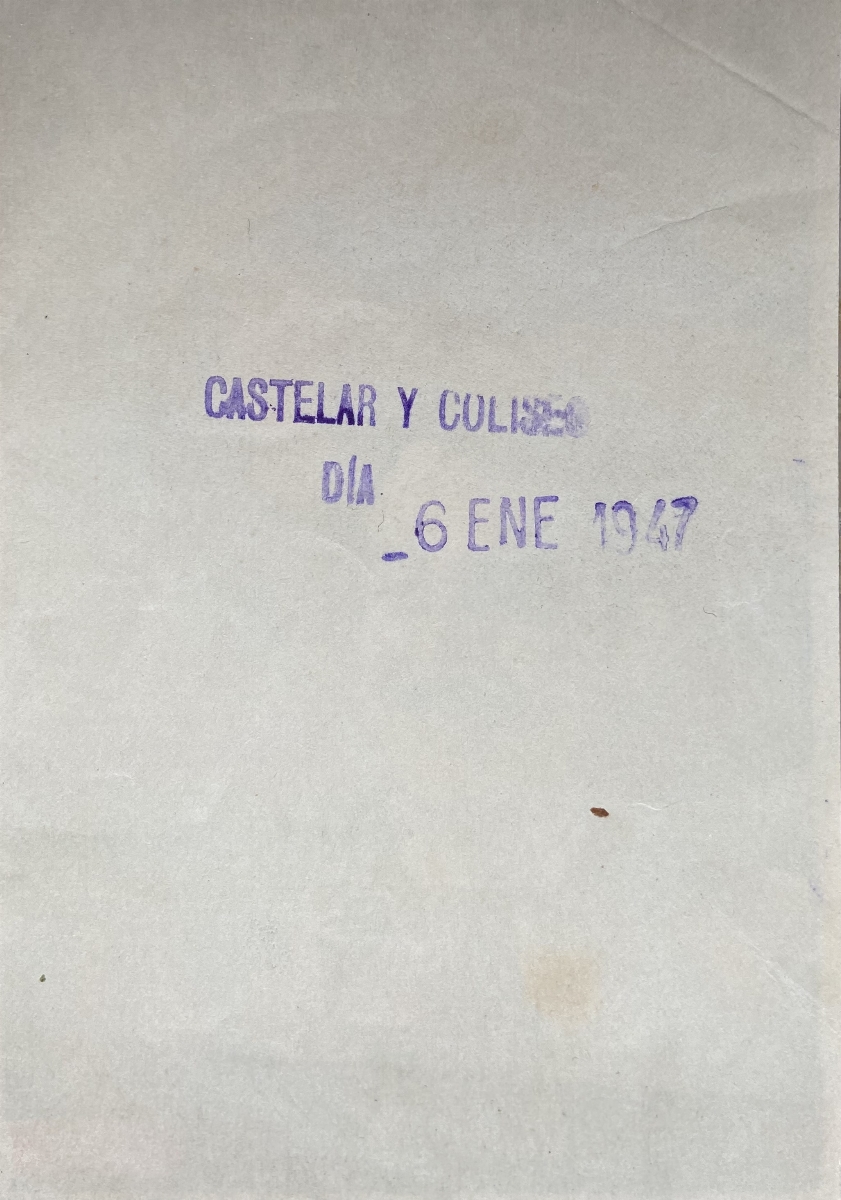 CASTELAR Y COLISEO
DÍA
-6 ENE 1947